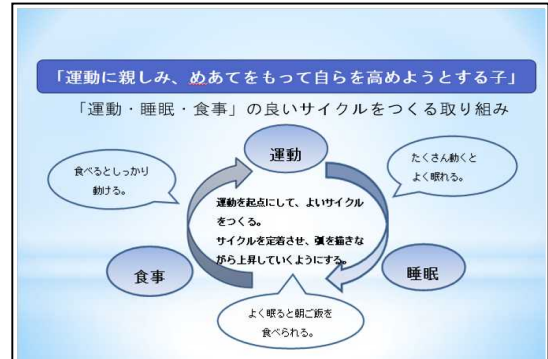 「運動に親しみ、めあてをもって自らを高めようとする子」
「運動・睡眠・食事」の良いサイクルをつくる取り組み
運動
食べるとしっかり
動ける。
たくさん動くと
よく眠れる。
運動を起点にして、よいサイクル
をつくる。
サイクルを定着させ、弧を描きな
がら上昇していくようにする。
食事
睡眠
よく眠ると朝ご飯を
食べられる。